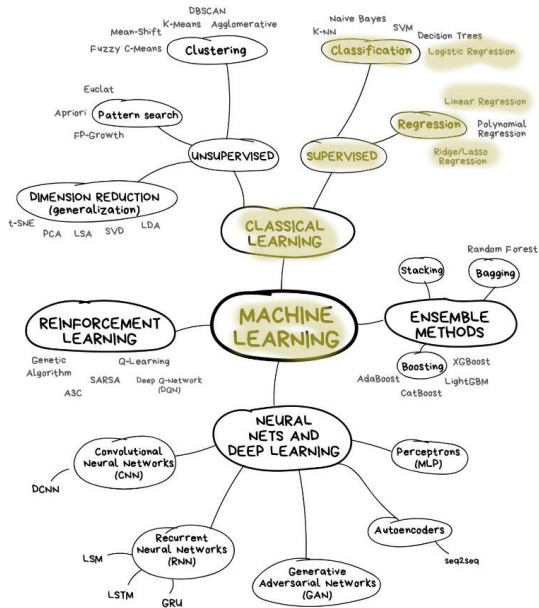 DBSCAN
Mean-Shift
K-Means
Agglomerative
Fuzzy C-Means
Clustering
Naive Bayes
K-NN
SVM
Decision Trees
Classification
Logistic Regression
Euclat
Apriori
Pattern search
FP-Growth
Linear Regression
Regression
Polynomial
Regression
Ridge/Lasso
Regression
UNSUPERVISED
SUPERVISED
DIMENSION REDUCTION
(generalization)
t-SNE
PCA
LSA
SVD
LDA
CLASSICAL
LEARNING
Random Forest
Stacking
Bagging
MACHINE
LEARNING
REINFORCEMENT
LEARNING
ENSEMBLE
METHODS
Genetic
Algorithm
Q-Learning
SARSA
A3C
Deep Q-Network
(DQN)
Boosting
XGBoost
AdaBoost
LightGBM
CatBoost
NEURAL
NETS AND
DEEP LEARNING
Convolutional
Neural Networks
(CNN)
DCNN
Perceptrons
(MLP)
Recurrent
Neural Networks
(RNN)
LSM
LSTM
GRU
Autoencoders
seq2seq
Generative
Adversarial Networks
(GAN)